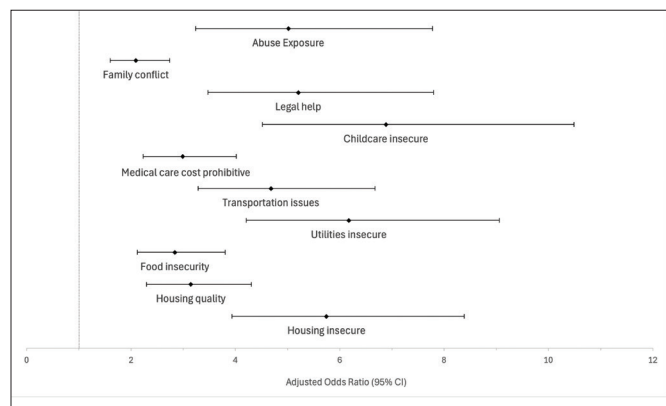 Abuse Exposure
Family conflict
Legal help
Childcare insecure
Medical care cost prohibitive
Transportation issues
Utilities insecure
Food insecurity
Housing quality
Housing insecure
0 2 4 6 8 10 12
Adjusted Odds Ratio (95% CI)